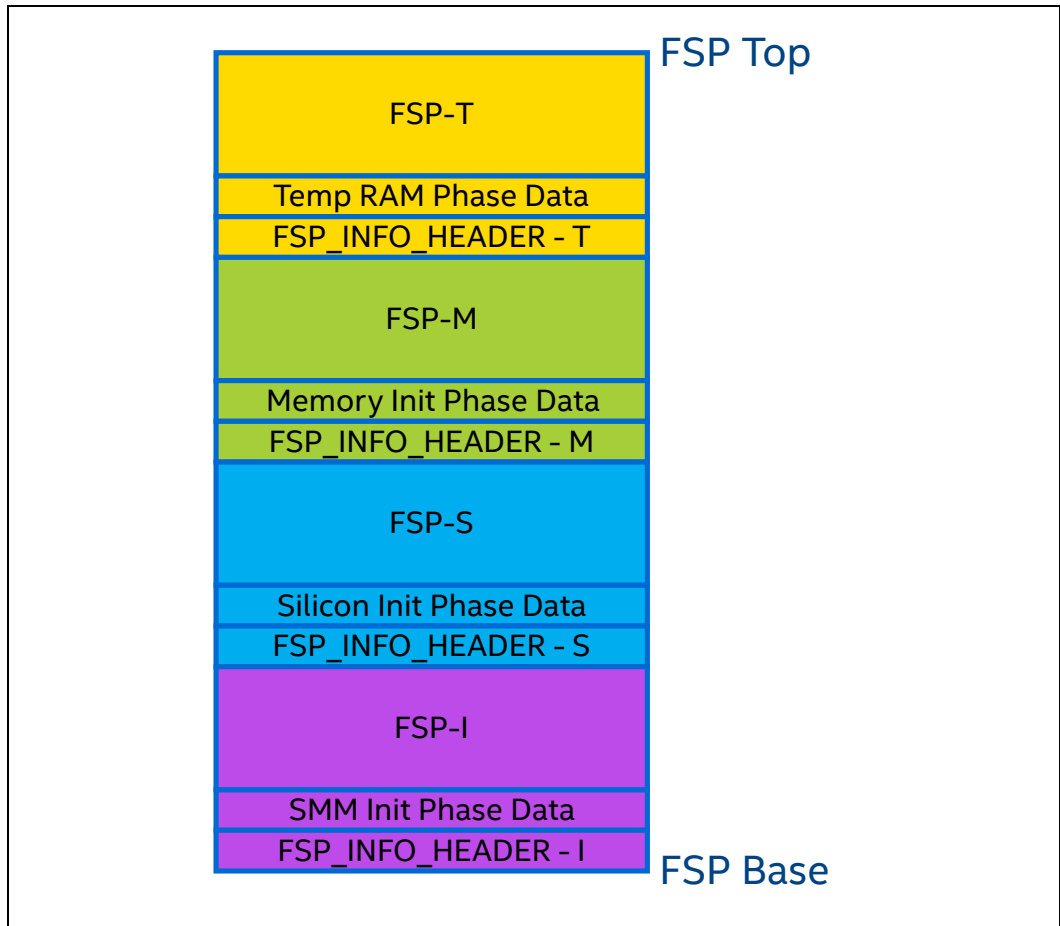 FSP Top
FSP-T
Temp RAM Phase Data
FSP_INFO_HEADER - T
FSP-M
Memory Init Phase Data
FSP_INFO_HEADER - M
FSP-S
Silicon Init Phase Data
FSP_INFO_HEADER - S
FSP-I
SMM Init Phase Data
FSP_INFO_HEADER - I
FSP Base